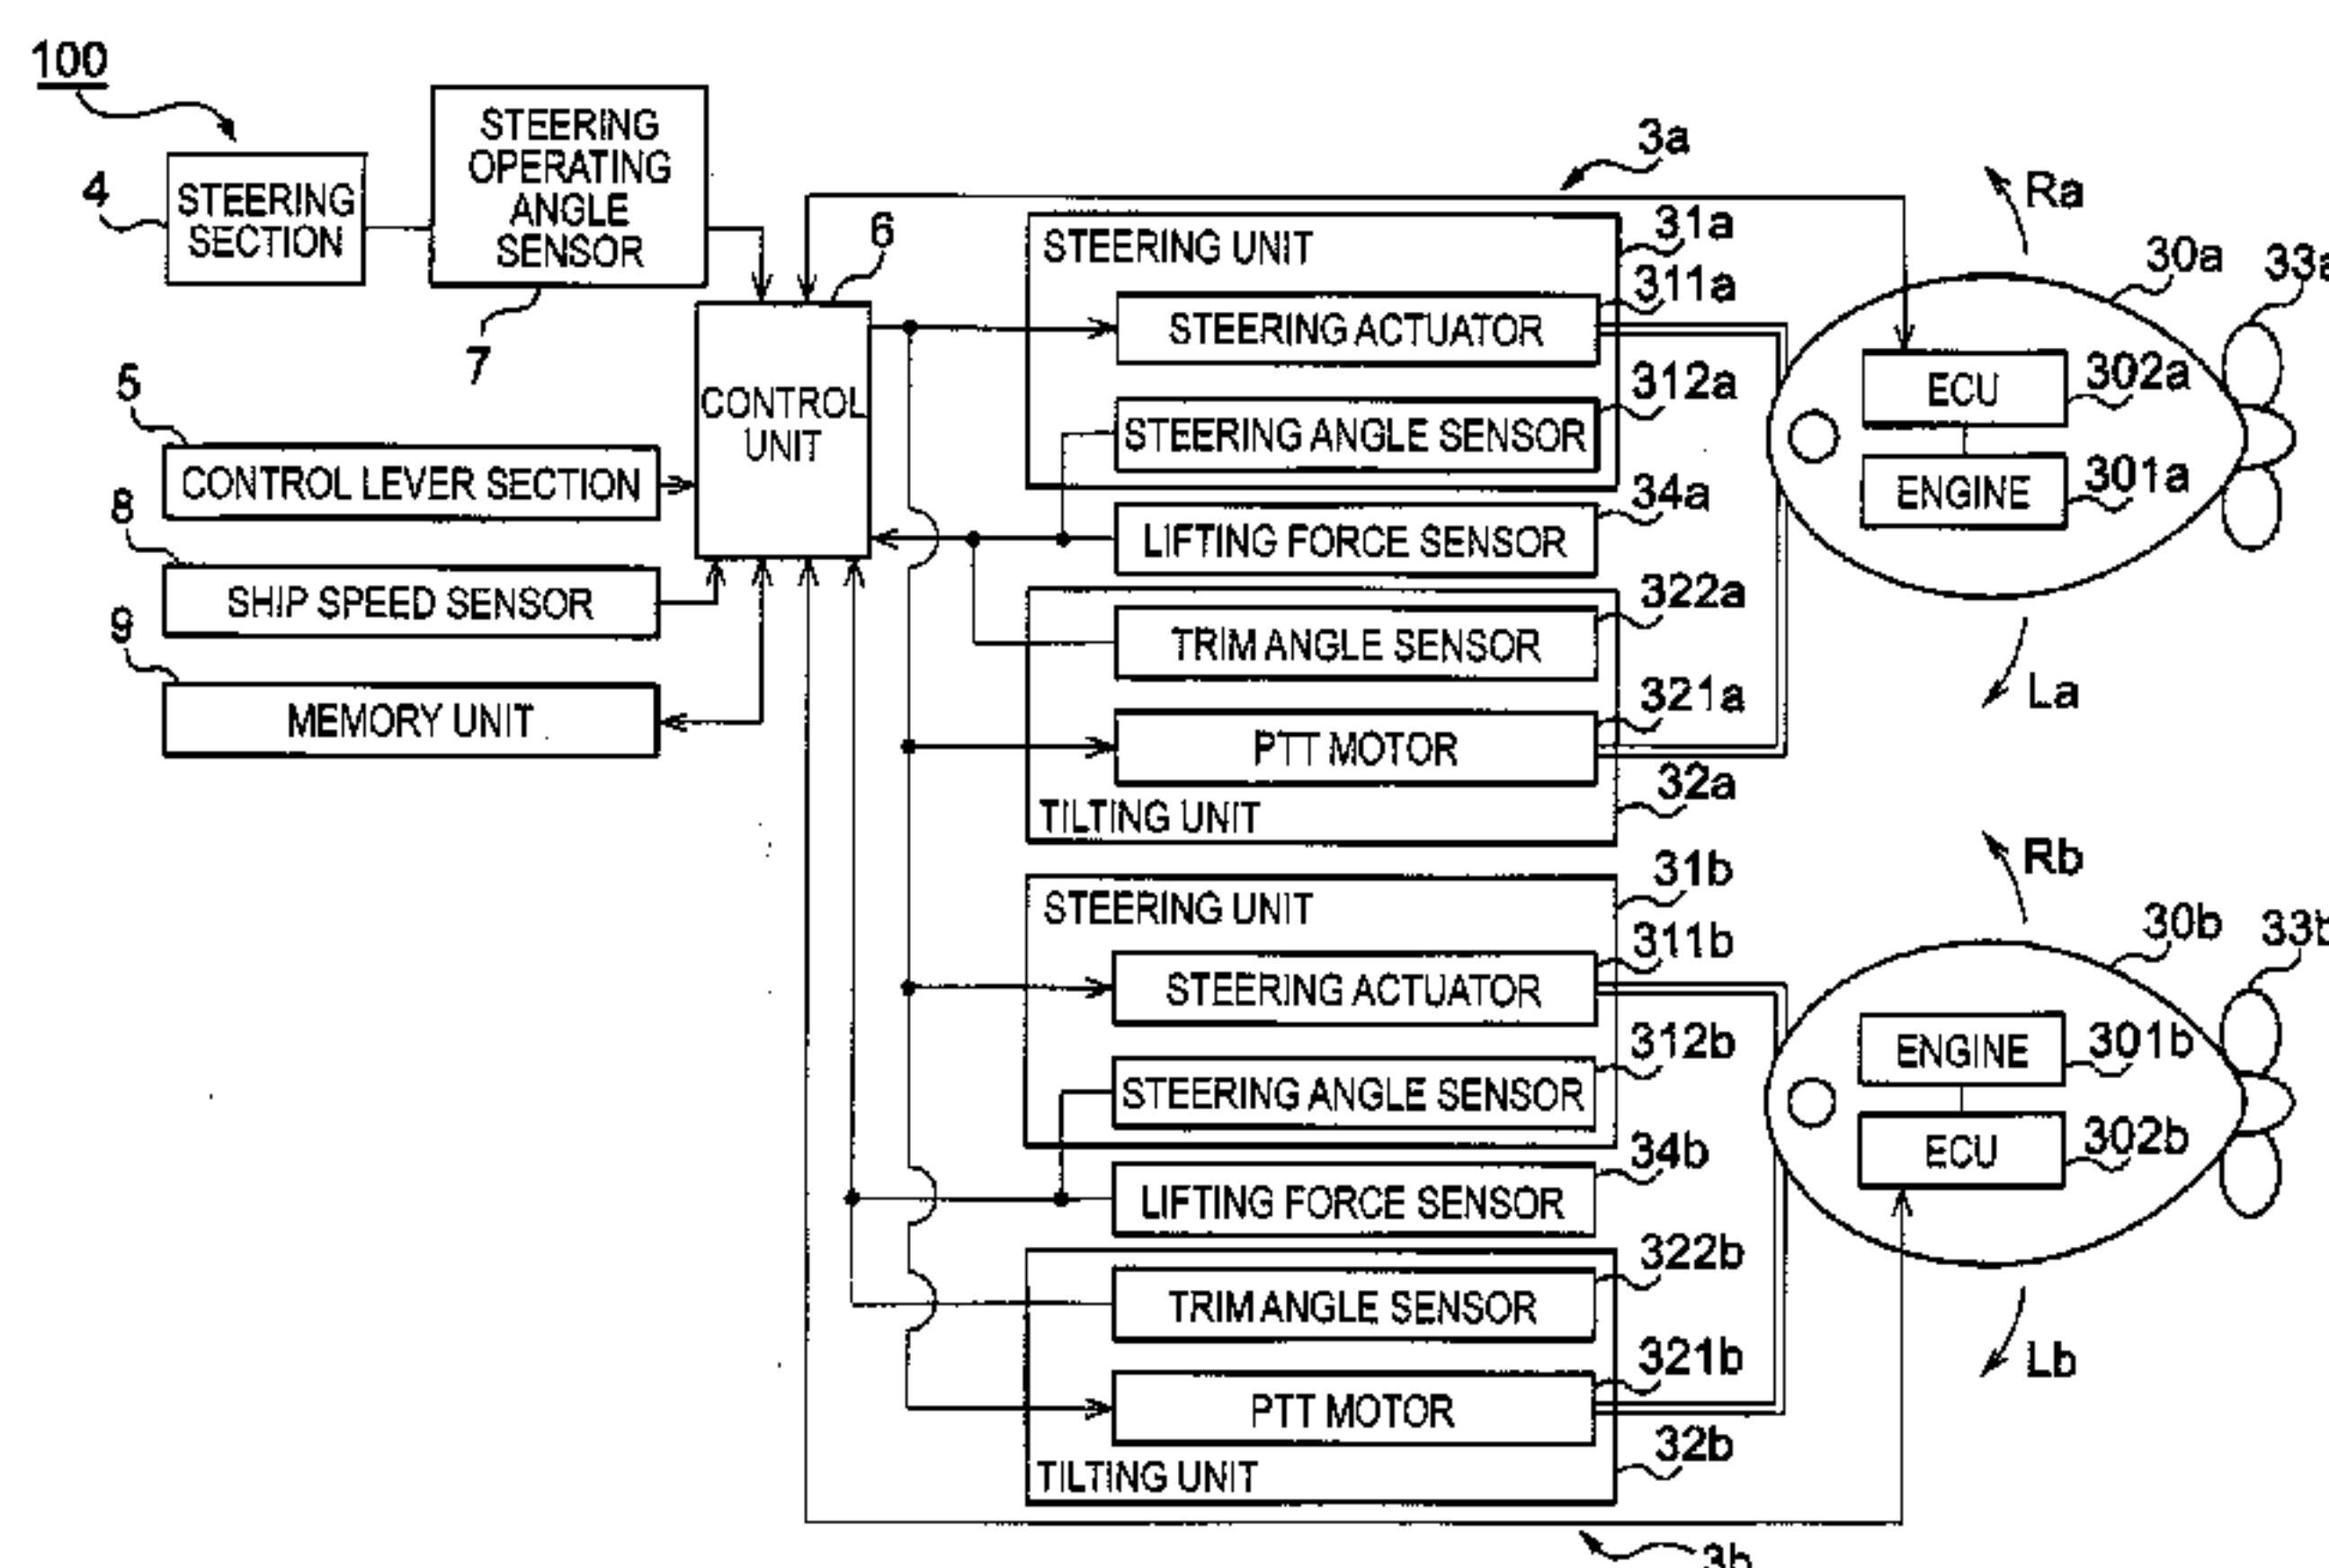 100
STEERING
OPERATING
ANGLE
SENSOR
7
4
STEERING
SECTION
6
CONTROL
UNIT
5
CONTROL LEVER SECTION
8
SHIP SPEED SENSOR
9
MEMORY UNIT
3a
STEERING UNIT
31a
STEERING ACTUATOR
311a
STEERING ANGLE SENSOR
312a
LIFTING FORCE SENSOR
34a
TRIM ANGLE SENSOR
322a
PTT MOTOR
321a
TILTING UNIT
32a
Ra
30a
33a
ECU
302a
ENGINE
301a
La
STEERING UNIT
31b
STEERING ACTUATOR
311b
STEERING ANGLE SENSOR
312b
LIFTING FORCE SENSOR
34b
TRIM ANGLE SENSOR
322b
PTT MOTOR
321b
TILTING UNIT
32b
Rb
30b
33b
ENGINE
301b
ECU
302b
Lb
3b